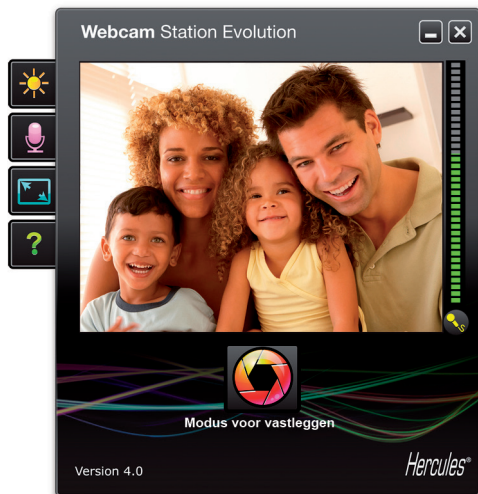 Webcam Station Evolution
?
S
Modus voor vastleggen
Version 4.0
Hercules®